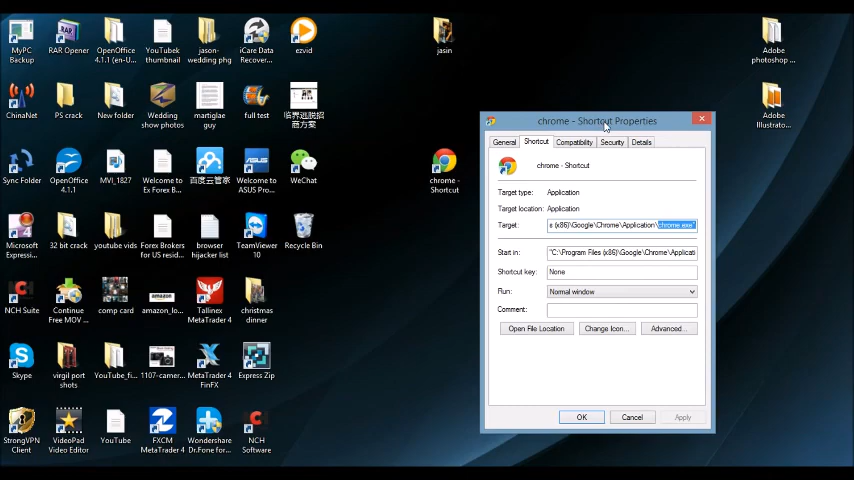 MyPC
Backup
RAR Opener
OpenOffice
4.1.1 (en-U...
YouTubek
thumbnail
jason-
wedding phg
iCare Data
Recover...
ezvid
jasin
Adobe
photoshop ...
ChinaNet
PS crack
New folder
Wedding
show photos
martiglae
guy
full test
临界逃脱招
商方案
Adobe
Illustrato...
Sync Folder
OpenOffice
4.1.1
MVI_1827
Welcome to
Ex Forex B...
百度云管家
Welcome to
ASUS Pro...
WeChat
chrome -
Shortcut
Microsoft
Expressi...
32 bit crack
youtube vids
Forex Brokers
for US resid...
browser
hijacker list
TeamViewer
10
Recycle Bin
NCH Suite
Continue
Free MOV ...
comp card
amazon_lo...
Tallinex
MetaTrader 4
christmas
dinner
Skype
virgil port
shots
YouTube_fi...
1107-camer...
MetaTrader 4
FinFX
Express Zip
StrongVPN
Client
VideoPad
Video Editor
YouTube
FXCM
MetaTrader 4
Wondershare
Dr.Fone for...
NCH
Software
chrome - Shortcut Properties
General
Shortcut
Compatibility
Security
Details
chrome - Shortcut
Target type: Application
Target location: Application
Target: s (x86)\Google\Chrome\Application\chrome.exe"
Start in: "C:\Program Files (x86)\Google\Chrome\Applicati
Shortcut key: None
Run: Normal window
Comment:
Open File Location
Change Icon...
Advanced...
OK
Cancel
Apply